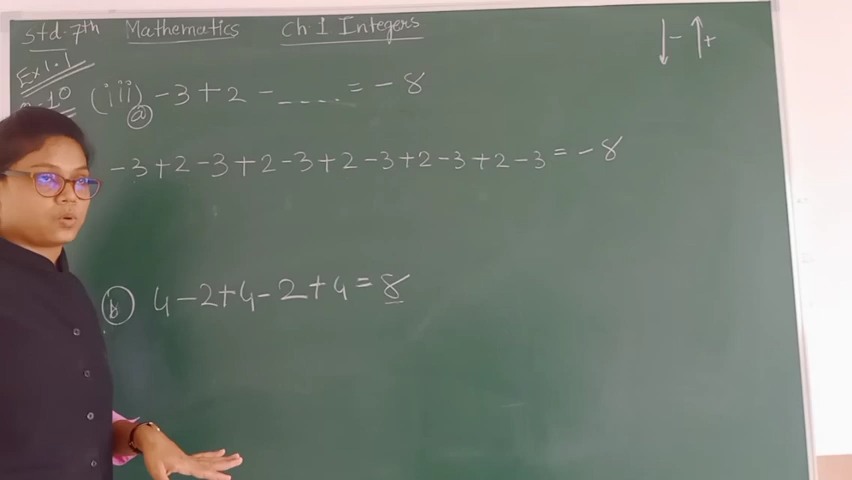 Std. 7th Mathematics Ch. 1 Integers
Ex 1.1
10
(iii) -3 + 2 - ---- = - 8
(a)
-3 + 2 - 3 + 2 - 3 + 2 - 3 + 2 - 3 + 2 - 3 = - 8
(b) 4 - 2 + 4 - 2 + 4 = 8
↓ - ↑ +